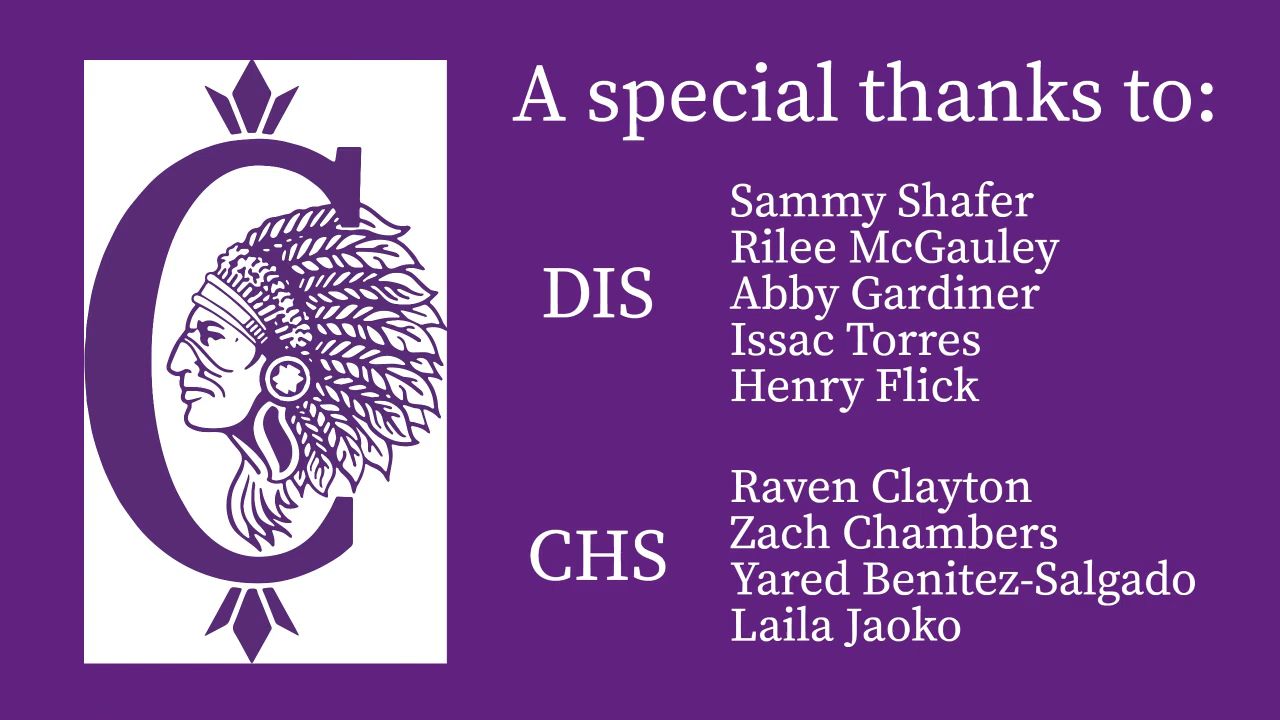 A special thanks to:
DIS
Sammy Shafer
Rilee McGauley
Abby Gardiner
Issac Torres
Henry Flick
CHS
Raven Clayton
Zach Chambers
Yared Benitez-Salgado
Laila Jaoko
C